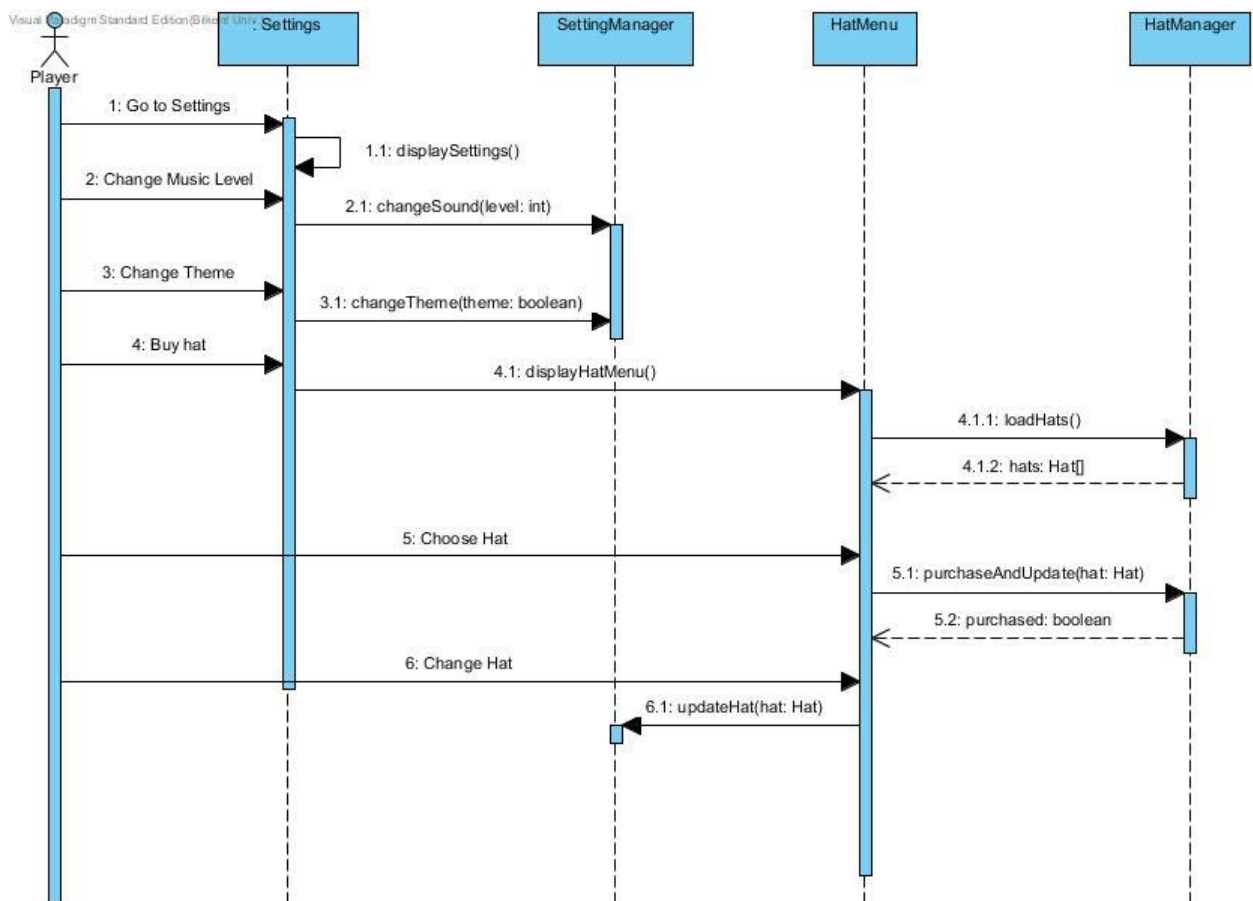 Visual Paradigm Standard Edition(Bilkent Univ.)
: Settings
SettingManager
HatMenu
HatManager
Player
1: Go to Settings
1.1: displaySettings()
2: Change Music Level
2.1: changeSound(level: int)
3: Change Theme
3.1: changeTheme(theme: boolean)
4: Buy hat
4.1: displayHatMenu()
4.1.1: loadHats()
4.1.2: hats: Hat[]
5: Choose Hat
5.1: purchaseAndUpdate(hat: Hat)
5.2: purchased: boolean
6: Change Hat
6.1: updateHat(hat: Hat)